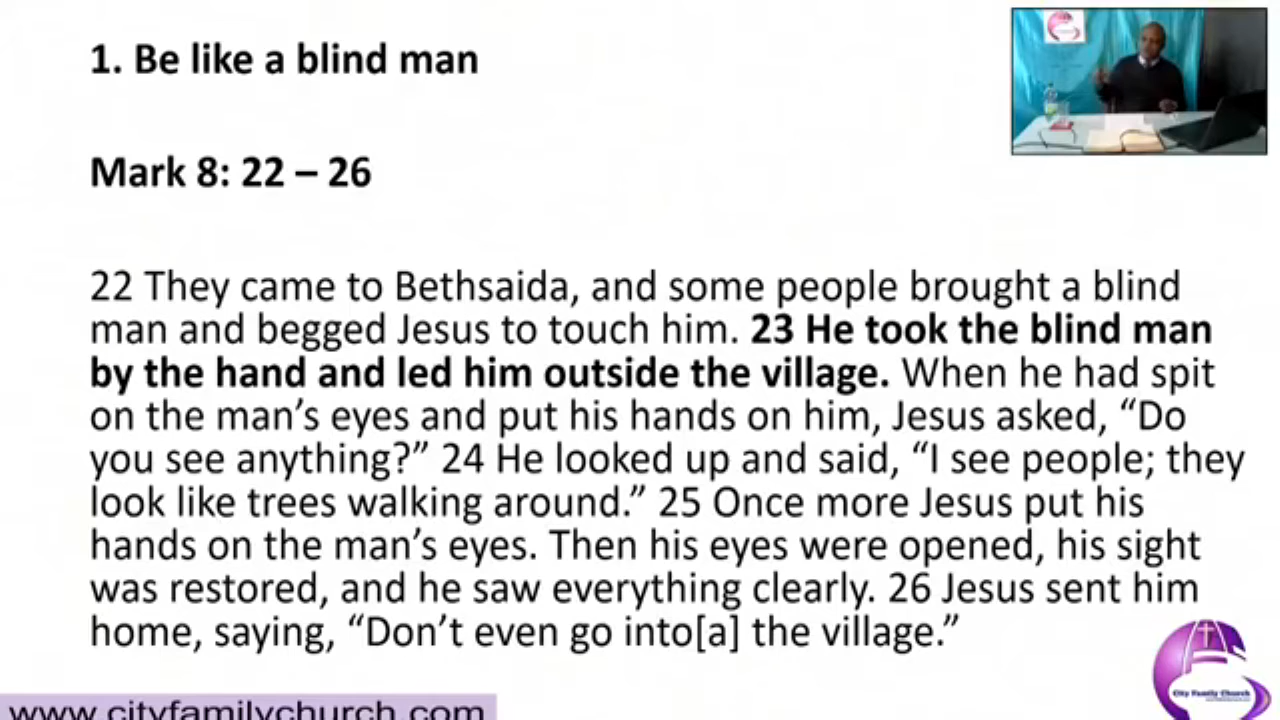 1. Be like a blind man
Mark 8: 22 – 26
22 They came to Bethsaida, and some people brought a blind
man and begged Jesus to touch him. 23 He took the blind man
by the hand and led him outside the village. When he had spit
on the man’s eyes and put his hands on him, Jesus asked, “Do
you see anything?” 24 He looked up and said, “I see people; they
look like trees walking around.” 25 Once more Jesus put his
hands on the man’s eyes. Then his eyes were opened, his sight
was restored, and he saw everything clearly. 26 Jesus sent him
home, saying, “Don’t even go into[a] the village.”
City Family Church
www.cityfamilychurch.com